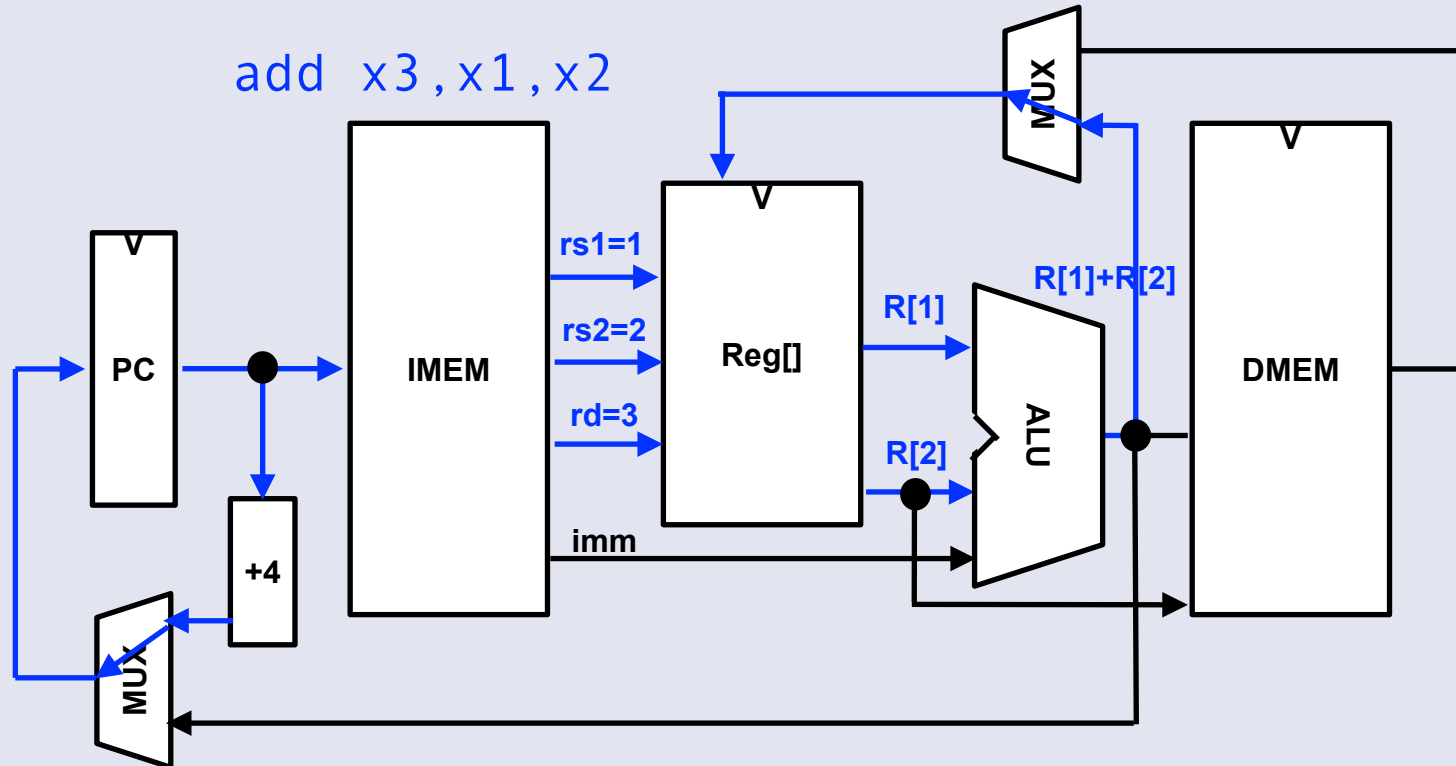 add x3,x1,x2
MUX
rs1=1
R[1]+R[2]
R[1]
rs2=2
PC
IMEM
Reg[]
DMEM
rd=3
ALU
R[2]
imm
+4
MUX